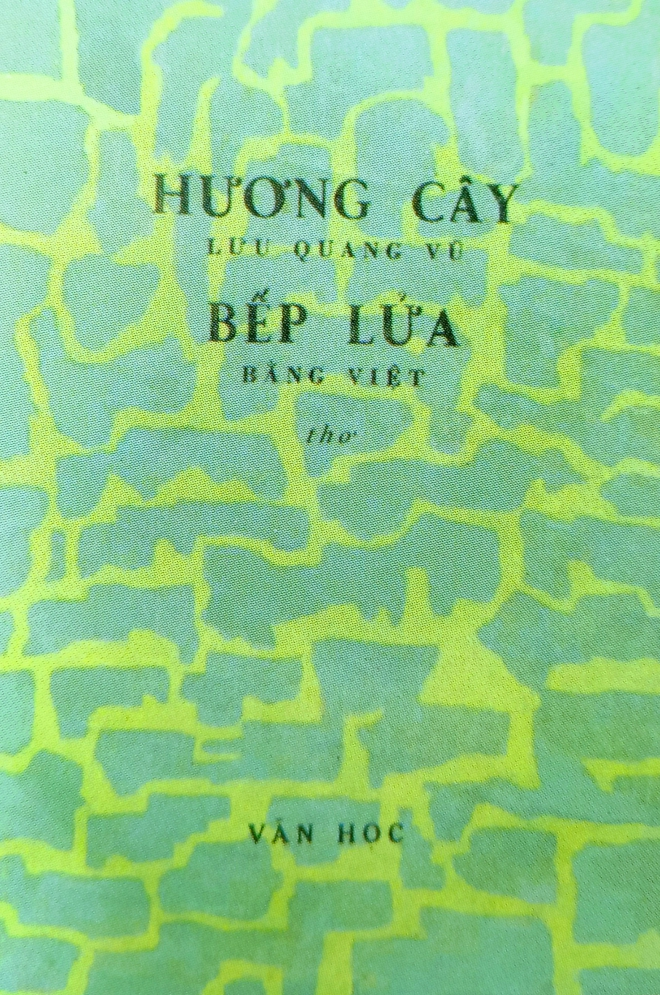 HƯƠNG CÂY
LƯU QUANG VŨ
BẾP LỬA
BẰNG VIỆT
thơ
VĂN HỌC